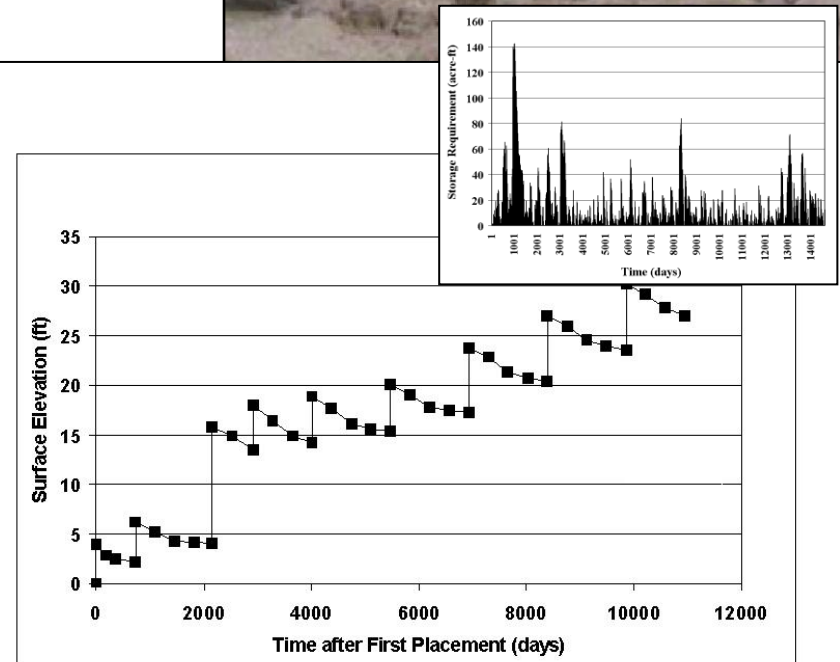 160
140
120
100
80
60
40
20
0
Storage Requirement (acre-ft)
1 1001 2001 3001 4001 5001 6001 7001 8001 9001 10001 11001 12001 13001 14001
Time (days)
35
30
25
20
15
10
5
0
Surface Elevation (ft)
0 2000 4000 6000 8000 10000 12000
Time after First Placement (days)